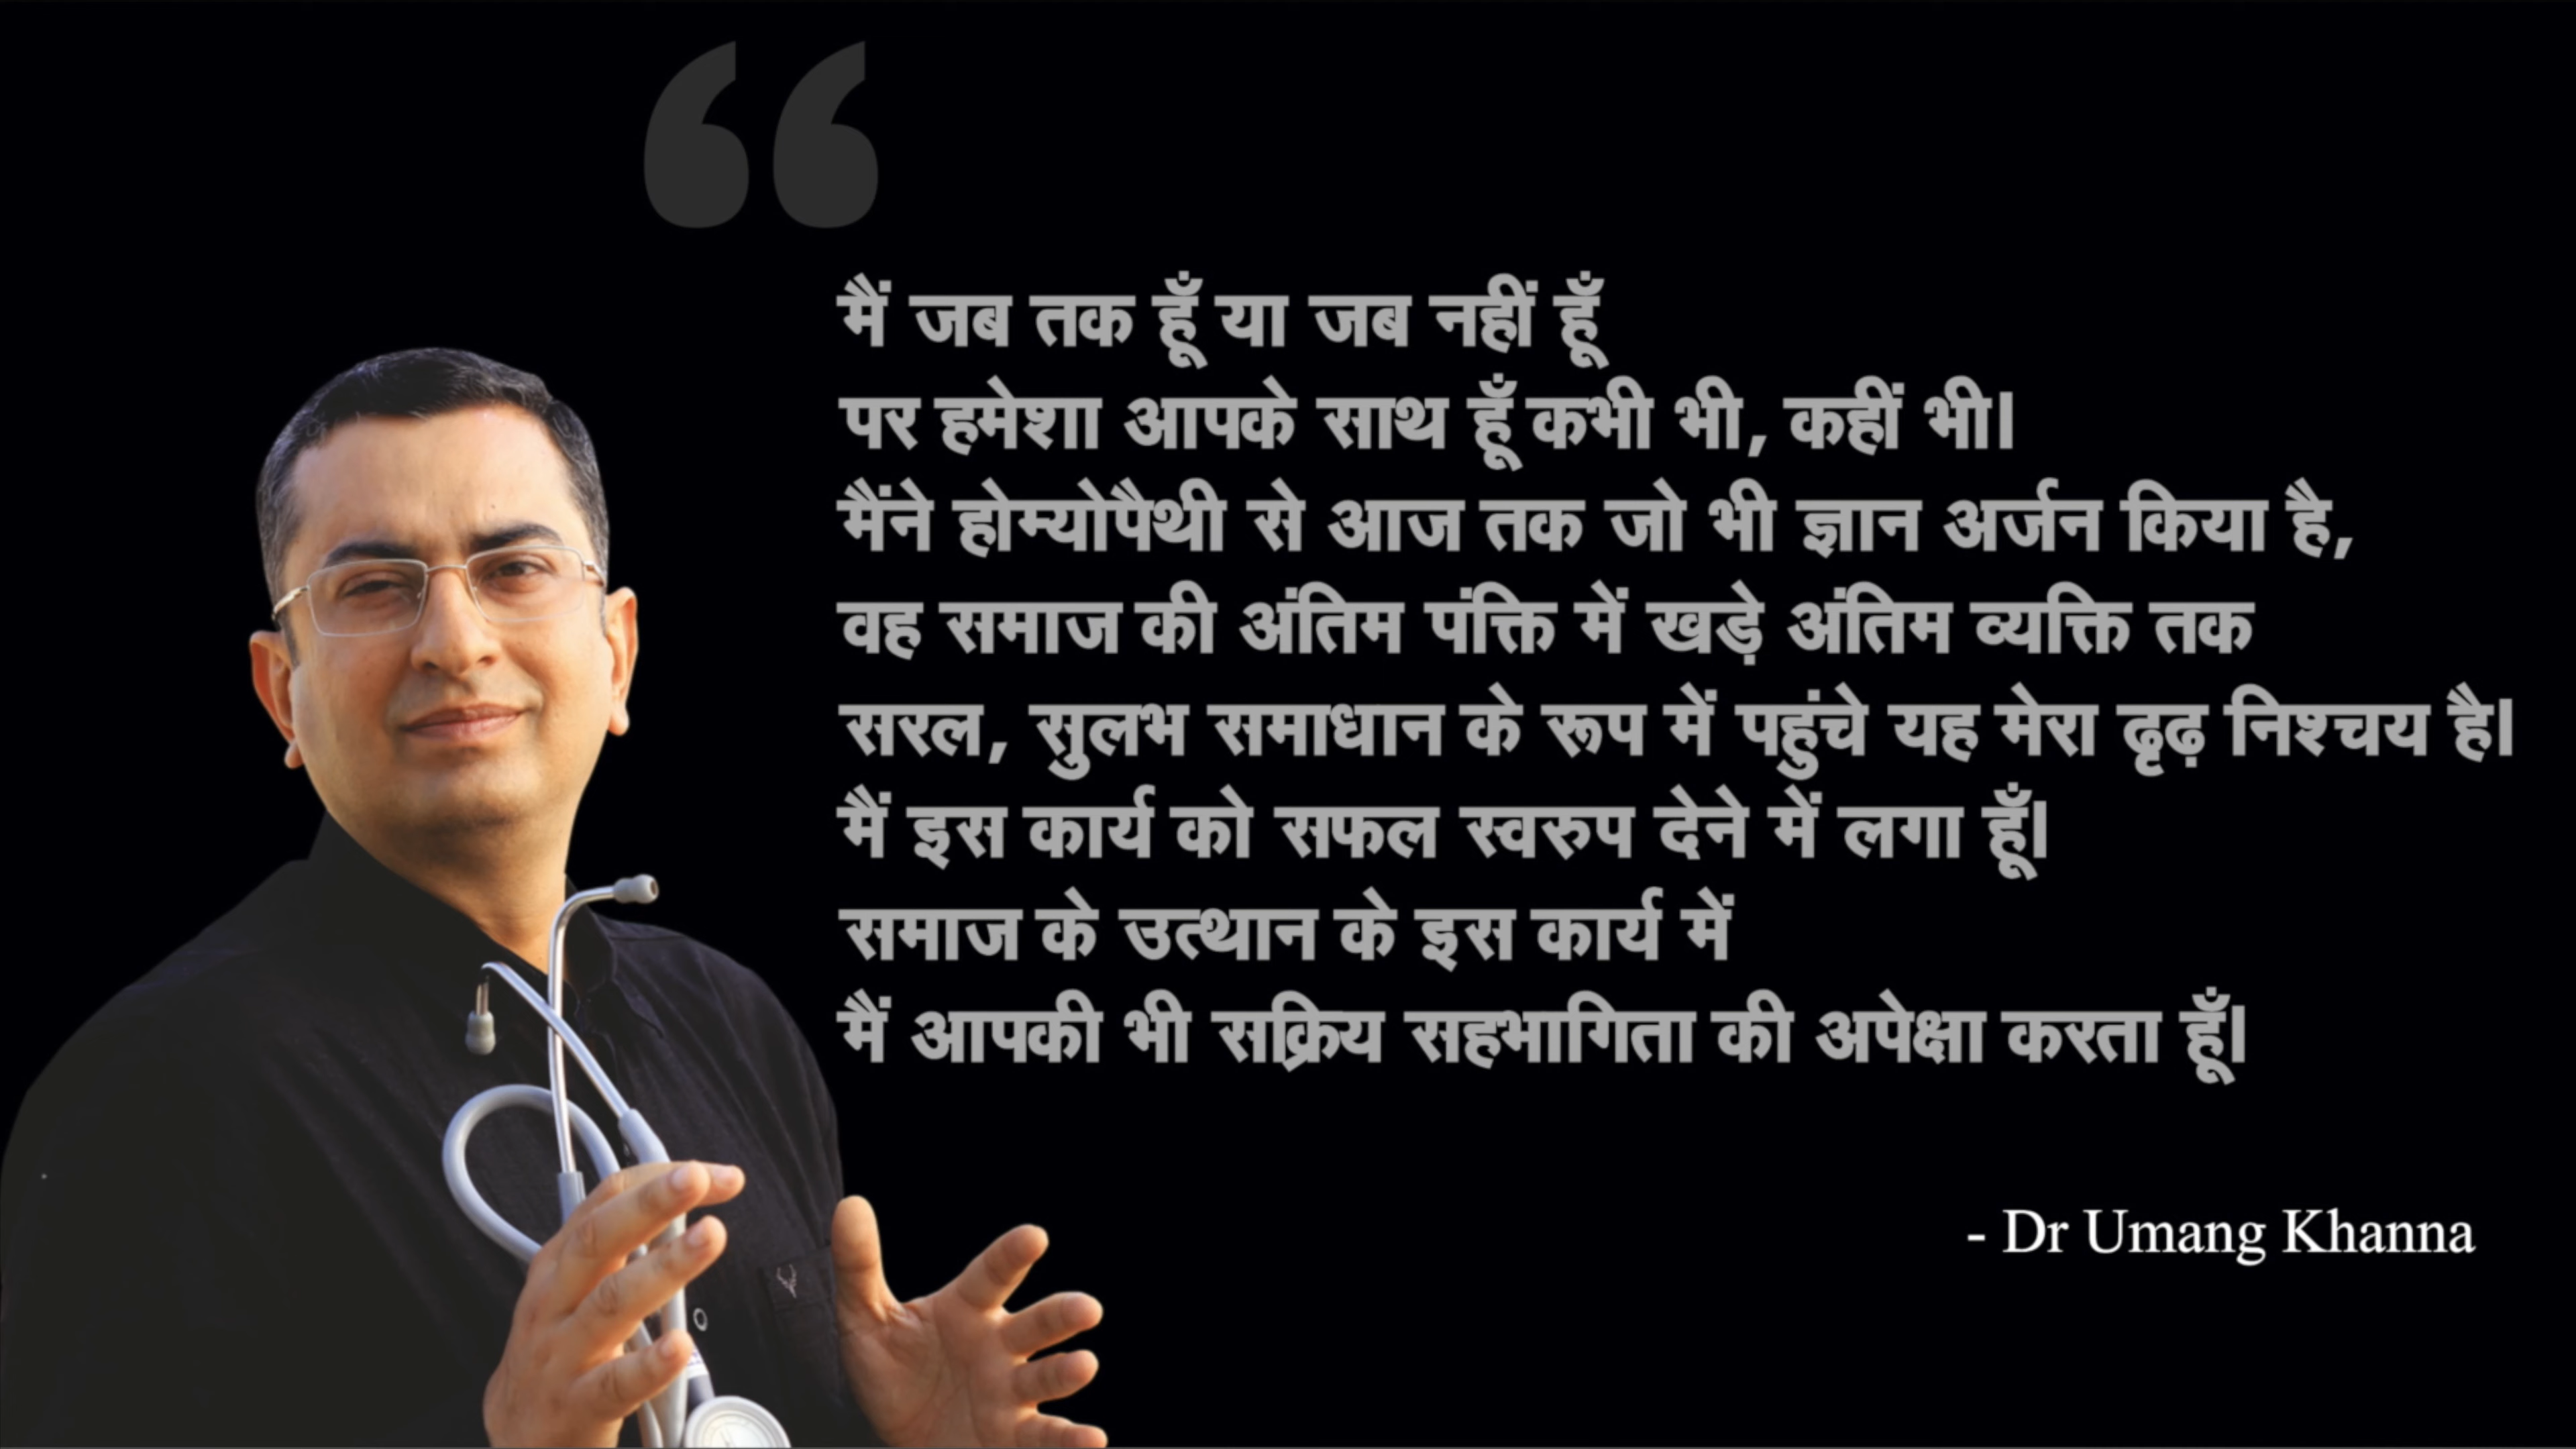 “
मैं जब तक हूँ या जब नहीं हूँ
पर हमेशा आपके साथ हूँ कभी भी, कहीं भी।
मैंने होम्योपैथी से आज तक जो भी ज्ञान अर्जन किया है,
वह समाज की अंतिम पंक्ति में खड़े अंतिम व्यक्ति तक
सरल, सुलभ समाधान के रूप में पहुंचे यह मेरा ढृढ़ निश्चय है।
मैं इस कार्य को सफल स्वरुप देने में लगा हूँ।
समाज के उत्थान के इस कार्य में
मैं आपकी भी सक्रिय सहभागिता की अपेक्षा करता हूँ।
- Dr Umang Khanna